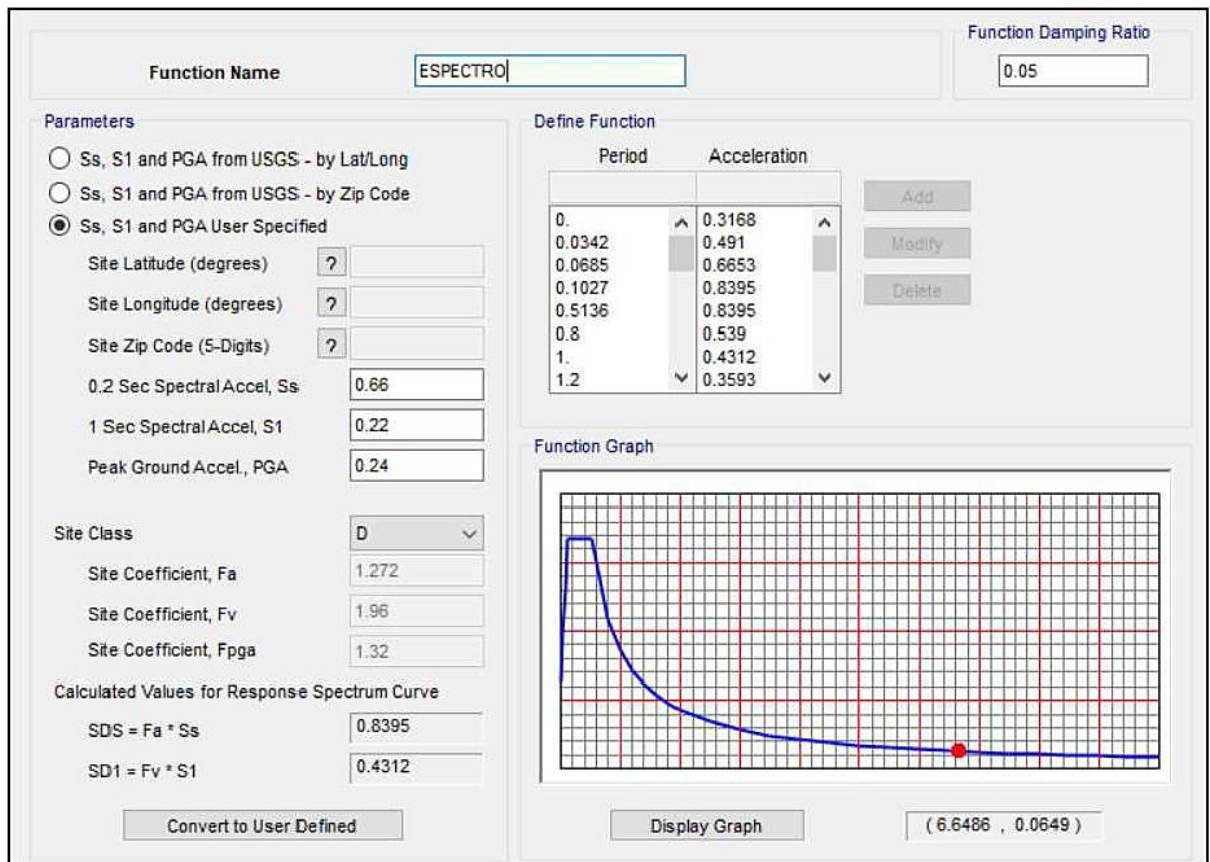 Function Damping Ratio
Function Name
ESPECTRO
0.05
Parameters
Ss, S1 and PGA from USGS - by Lat/Long
Ss, S1 and PGA from USGS - by Zip Code
Ss, S1 and PGA User Specified
Site Latitude (degrees) ?
Site Longitude (degrees) ?
Site Zip Code (5-Digits) ?
0.2 Sec Spectral Accel, Ss 0.66
1 Sec Spectral Accel, S1 0.22
Peak Ground Accel., PGA 0.24
Site Class D
Site Coefficient, Fa 1.272
Site Coefficient, Fv 1.96
Site Coefficient, Fpga 1.32
Calculated Values for Response Spectrum Curve
SDS = Fa * Ss 0.8395
SD1 = Fv * S1 0.4312
Convert to User Defined
Define Function
Period Acceleration
0. 0.3168
0.0342 0.491
0.0685 0.6653
0.1027 0.8395
0.5136 0.8395
0.8 0.539
1. 0.4312
1.2 0.3593
Add
Modify
Delete
Function Graph
Display Graph
( 6.6486 , 0.0649 )